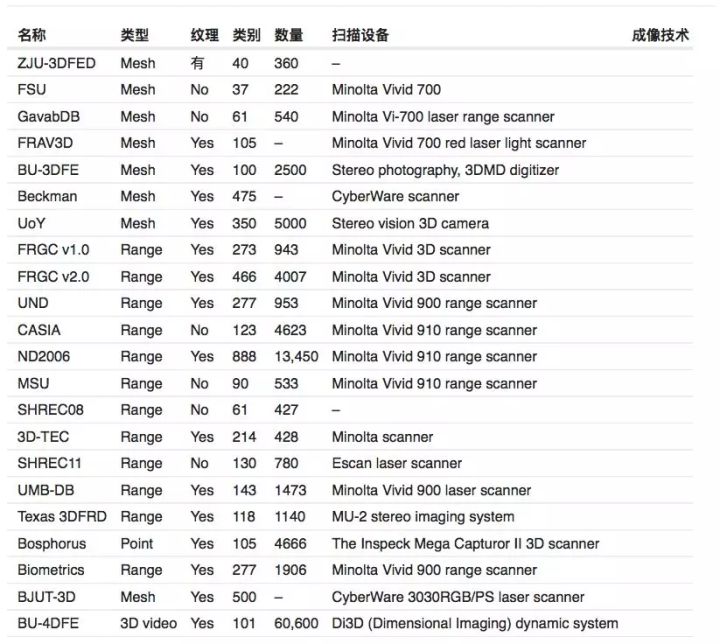 名称 类型 纹理 类别 数量 扫描设备 成像技术
ZJU-3DFED Mesh 有 40 360 –
FSU Mesh No 37 222 Minolta Vivid 700
GavabDB Mesh No 61 540 Minolta Vi-700 laser range scanner
FRAV3D Mesh Yes 105 – Minolta Vivid 700 red laser light scanner
BU-3DFE Mesh Yes 100 2500 Stereo photography, 3DMD digitizer
Beckman Mesh Yes 475 – CyberWare scanner
UoY Mesh Yes 350 5000 Stereo vision 3D camera
FRGC v1.0 Range Yes 273 943 Minolta Vivid 3D scanner
FRGC v2.0 Range Yes 466 4007 Minolta Vivid 3D scanner
UND Range Yes 277 953 Minolta Vivid 900 range scanner
CASIA Range No 123 4623 Minolta Vivid 910 range scanner
ND2006 Range Yes 888 13,450 Minolta Vivid 910 range scanner
MSU Range No 90 533 Minolta Vivid 910 range scanner
SHREC08 Range No 61 427 –
3D-TEC Range Yes 214 428 Minolta scanner
SHREC11 Range No 130 780 Escan laser scanner
UMB-DB Range Yes 143 1473 Minolta Vivid 900 laser scanner
Texas 3DFRD Range Yes 118 1140 MU-2 stereo imaging system
Bosphorus Point Yes 105 4666 The Inspeck Mega Capturor II 3D scanner
Biometrics Range Yes 277 1906 Minolta Vivid 900 range scanner
BJUT-3D Mesh Yes 500 – CyberWare 3030RGB/PS laser scanner
BU-4DFE 3D video Yes 101 60,600 Di3D (Dimensional Imaging) dynamic system